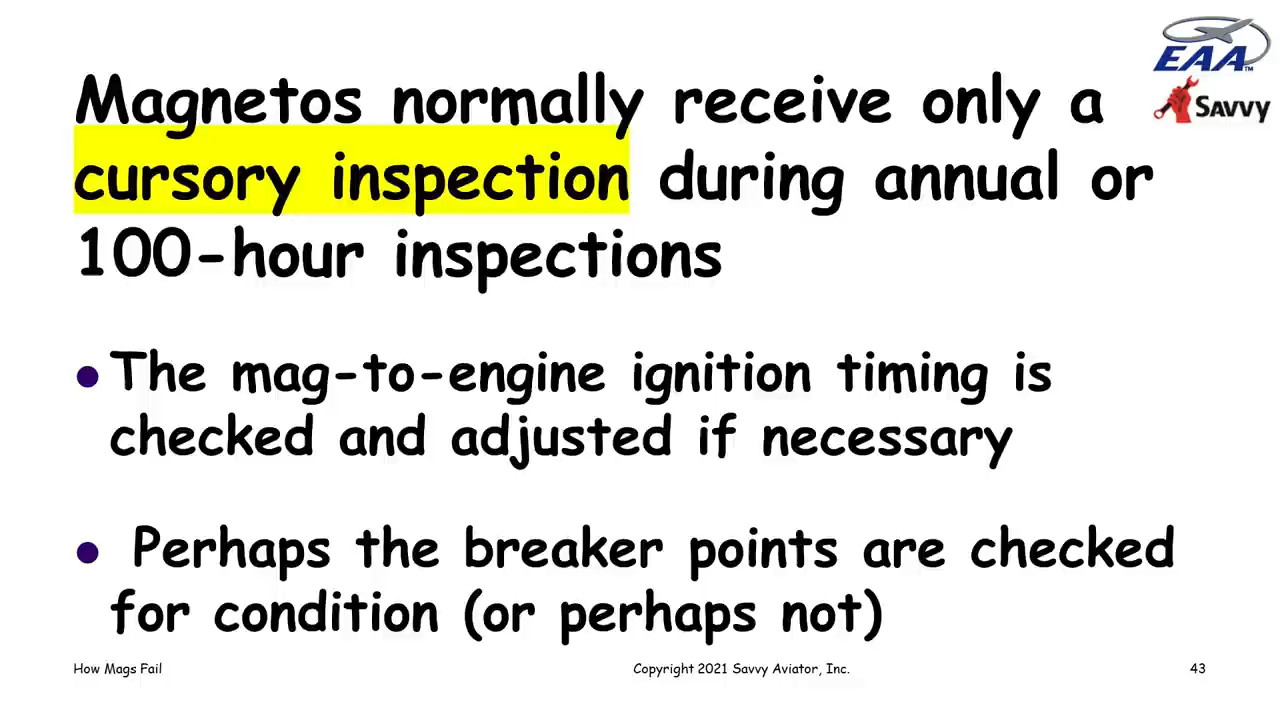 EAA™
Savvy
Magnetos normally receive only a
cursory inspection during annual or
100-hour inspections
● The mag-to-engine ignition timing is
checked and adjusted if necessary
● Perhaps the breaker points are checked
for condition (or perhaps not)
How Mags Fail
Copyright 2021 Savvy Aviator, Inc.
43